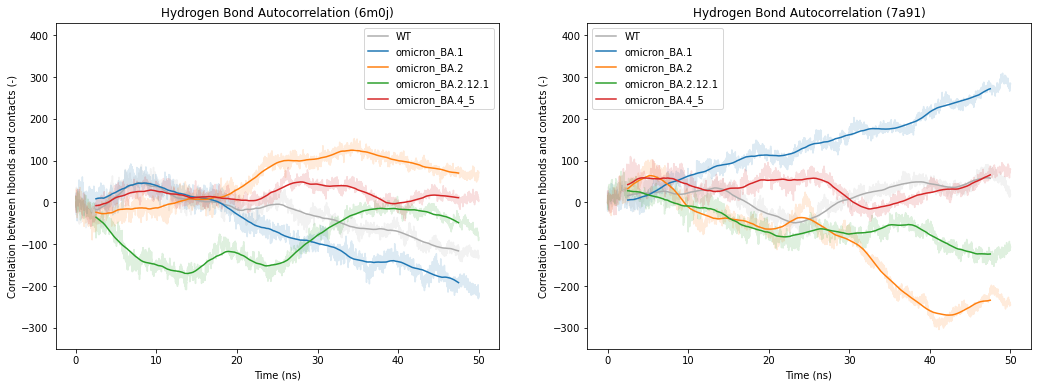 Hydrogen Bond Autocorrelation (6m0j)
Correlation between hbonds and contacts (-)
400
300
200
100
0
−100
−200
−300
WT
omicron_BA.1
omicron_BA.2
omicron_BA.2.12.1
omicron_BA.4_5
0 10 20 30 40 50
Time (ns)
Hydrogen Bond Autocorrelation (7a91)
Correlation between hbonds and contacts (-)
400
300
200
100
0
−100
−200
−300
WT
omicron_BA.1
omicron_BA.2
omicron_BA.2.12.1
omicron_BA.4_5
0 10 20 30 40 50
Time (ns)